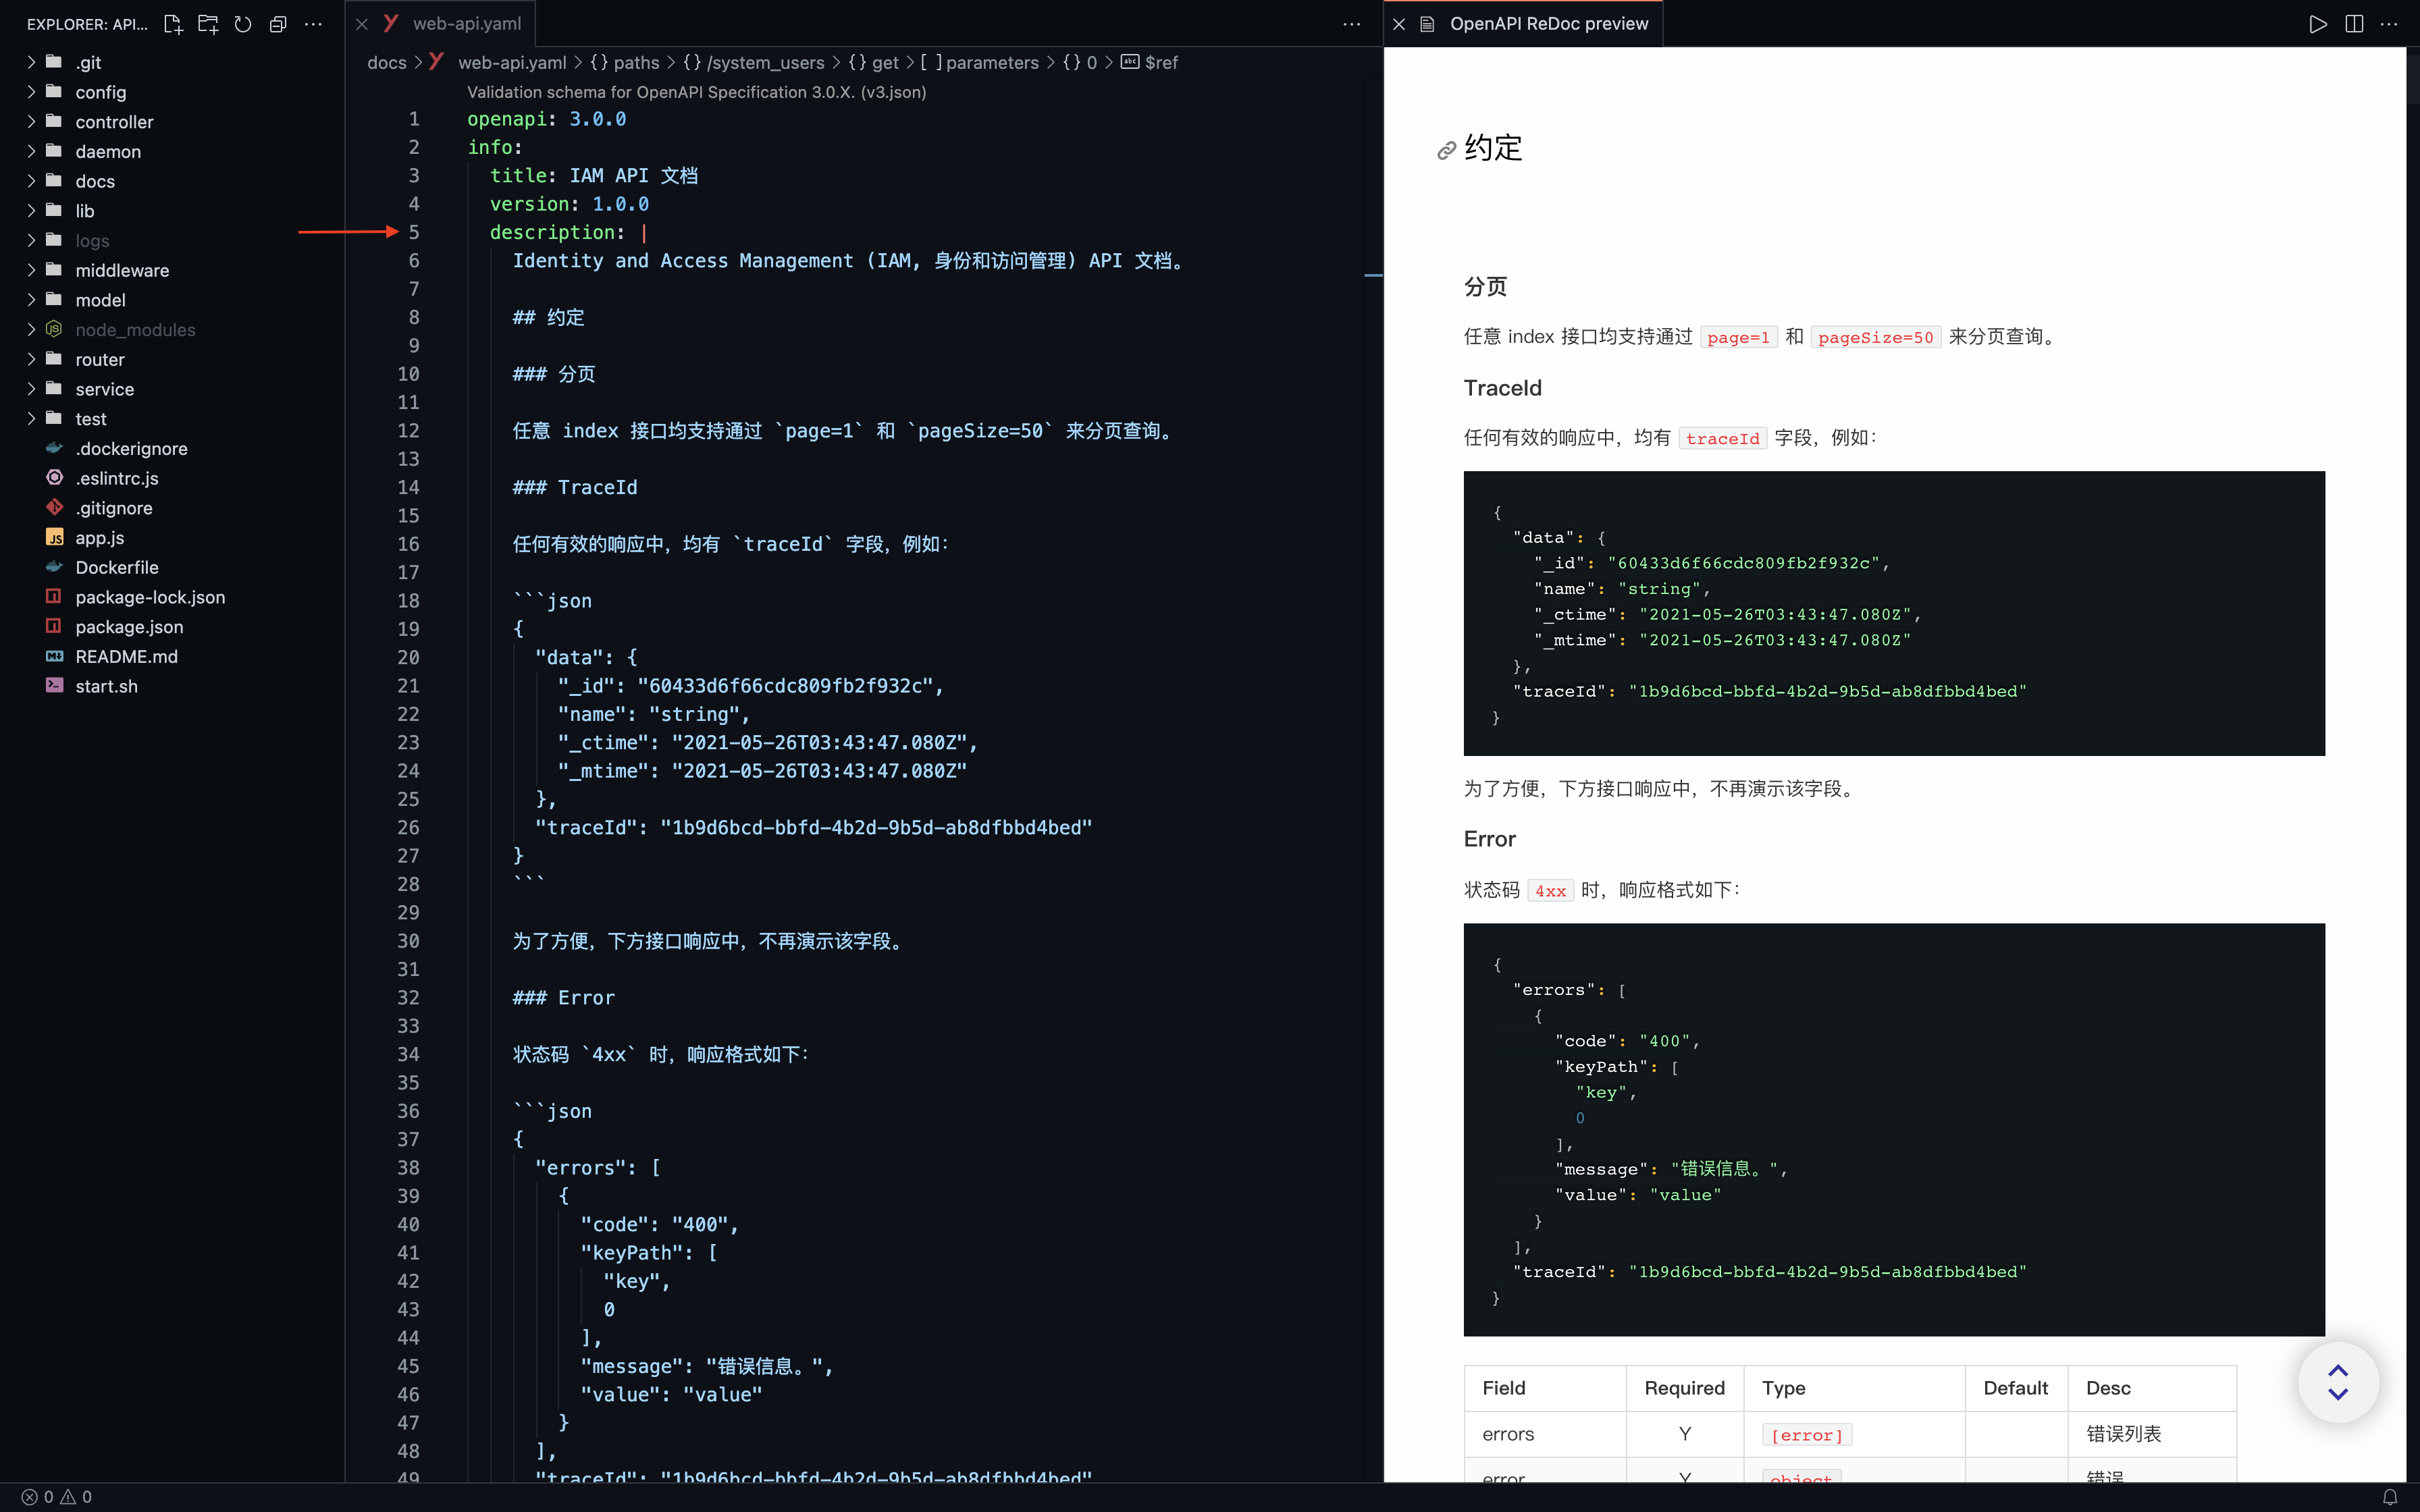 EXPLORER: API...
.git
config
controller
daemon
docs
lib
logs
middleware
model
node_modules
router
service
test
.dockerignore
.eslintrc.js
.gitignore
app.js
Dockerfile
package-lock.json
package.json
README.md
start.sh
web-api.yaml
docs > web-api.yaml > {} paths > {} /system_users > {} get > [ ] parameters > {} 0 > $ref
Validation schema for OpenAPI Specification 3.0.X. (v3.json)
1 openapi: 3.0.0
2 info:
3 title: IAM API 文档
4 version: 1.0.0
5 description: |
6 Identity and Access Management (IAM, 身份和访问管理) API 文档。
7
8 ## 约定
9
10 ### 分页
11
12 任意 index 接口均支持通过 `page=1` 和 `pageSize=50` 来分页查询。
13
14 ### TraceId
15
16 任何有效的响应中，均有 `traceId` 字段，例如：
17
18 ```json
19 {
20 "data": {
21 "_id": "60433d6f66cdc809fb2f932c",
22 "name": "string",
23 "_ctime": "2021-05-26T03:43:47.080Z",
24 "_mtime": "2021-05-26T03:43:47.080Z"
25 },
26 "traceId": "1b9d6bcd-bbfd-4b2d-9b5d-ab8dfbbd4bed"
27 }
28 ```
29
30 为了方便，下方接口响应中，不再演示该字段。
31
32 ### Error
33
34 状态码 `4xx` 时，响应格式如下：
35
36 ```json
37 {
38 "errors": [
39 {
40 "code": "400",
41 "keyPath": [
42 "key",
43 0
44 ],
45 "message": "错误信息。",
46 "value": "value"
47 }
48 ],
49 "traceId": "1b9d6bcd-bbfd-4b2d-9b5d-ab8dfbbd4bed"
OpenAPI ReDoc preview
约定
分页
任意 index 接口均支持通过 page=1 和 pageSize=50 来分页查询。
TraceId
任何有效的响应中，均有 traceId 字段，例如：
{
"data": {
"_id": "60433d6f66cdc809fb2f932c",
"name": "string",
"_ctime": "2021-05-26T03:43:47.080Z",
"_mtime": "2021-05-26T03:43:47.080Z"
},
"traceId": "1b9d6bcd-bbfd-4b2d-9b5d-ab8dfbbd4bed"
}
为了方便，下方接口响应中，不再演示该字段。
Error
状态码 4xx 时，响应格式如下：
{
"errors": [
{
"code": "400",
"keyPath": [
"key",
0
],
"message": "错误信息。",
"value": "value"
}
],
"traceId": "1b9d6bcd-bbfd-4b2d-9b5d-ab8dfbbd4bed"
}
Field Required Type Default Desc
errors Y [error] 错误列表
error Y object 错误
0 0